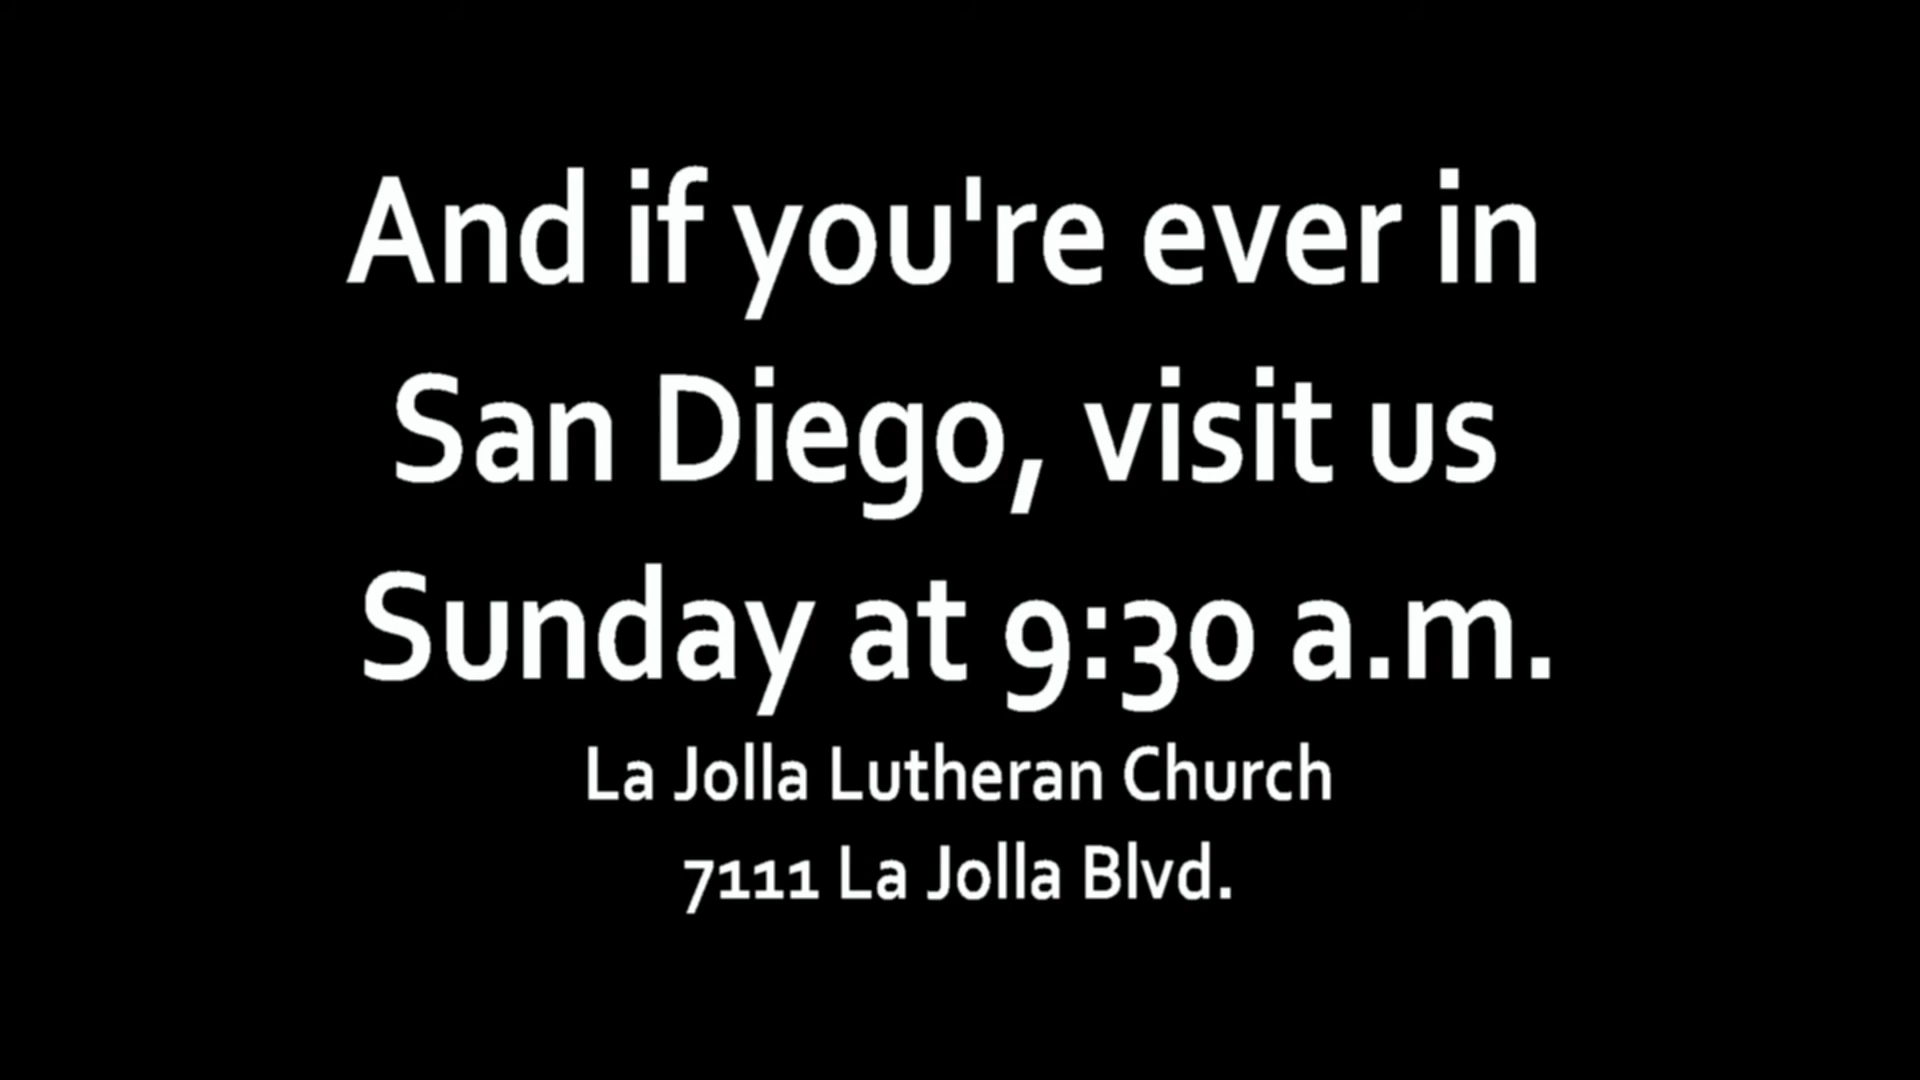 And if you're ever in
San Diego, visit us
Sunday at 9:30 a.m.
La Jolla Lutheran Church
7111 La Jolla Blvd.